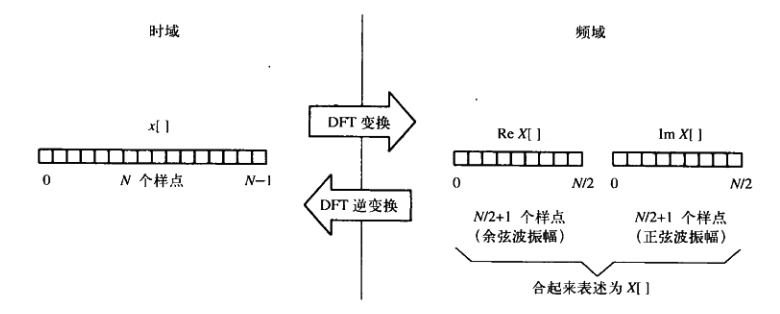 时域
频域
x[ ]
DFT 变换
Re X[ ]
Im X[ ]
0
N 个样点
N−1
0
N/2
0
N/2
DFT 逆变换
N/2+1 个样点
(余弦波振幅)
N/2+1 个样点
(正弦波振幅)
合起来表述为 X[ ]